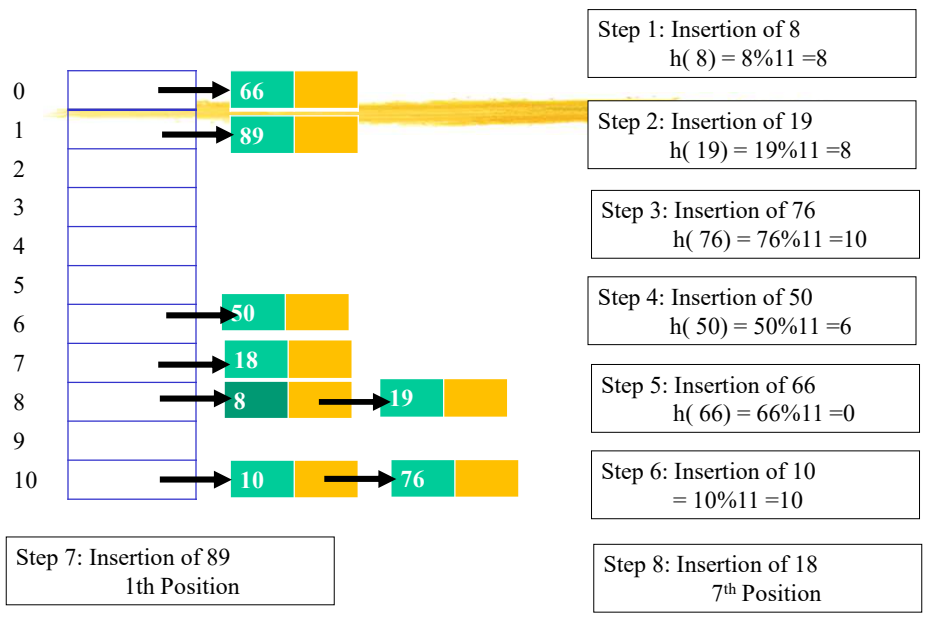 0
66
1
89
2
3
4
5
6
50
7
18
8
8
19
9
10
10
76
Step 1: Insertion of 8
h( 8) = 8%11 =8
Step 2: Insertion of 19
h( 19) = 19%11 =8
Step 3: Insertion of 76
h( 76) = 76%11 =10
Step 4: Insertion of 50
h( 50) = 50%11 =6
Step 5: Insertion of 66
h( 66) = 66%11 =0
Step 6: Insertion of 10
= 10%11 =10
Step 7: Insertion of 89
1th Position
Step 8: Insertion of 18
7th Position